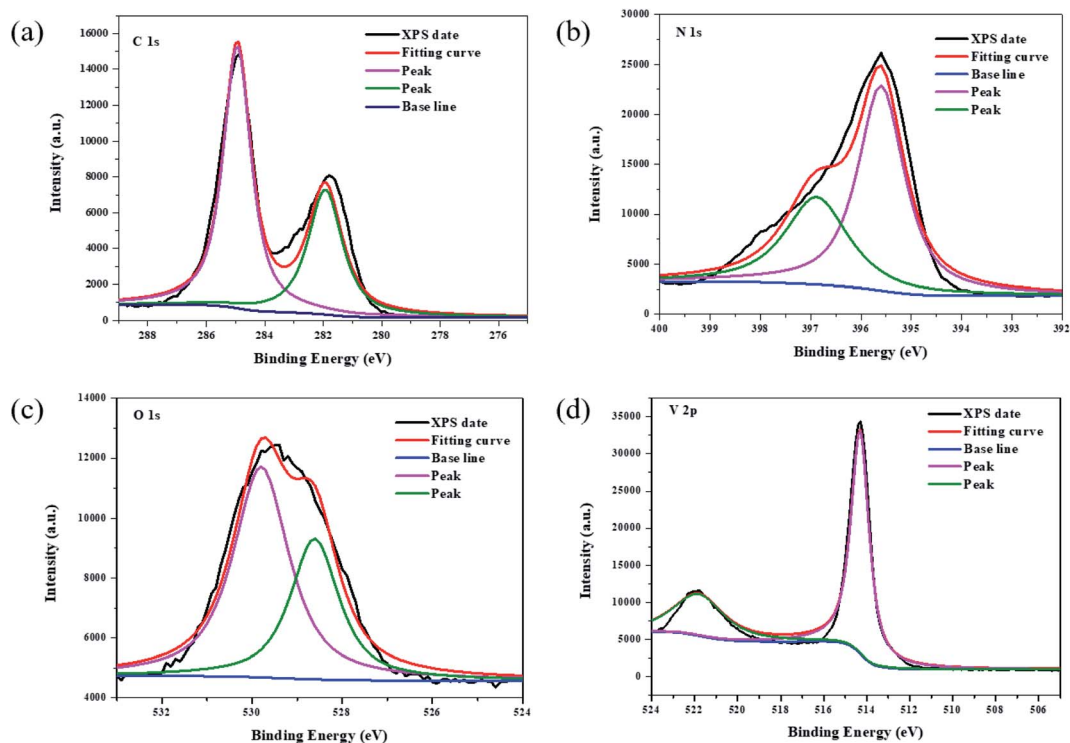 (a)
C 1s
XPS date
Fitting curve
Peak
Peak
Base line
16000
14000
12000
10000
8000
6000
4000
2000
0
Intensity (a.u.)
288 286 284 282 280 278 276
Binding Energy (eV)
(b)
N 1s
XPS date
Fitting curve
Base line
Peak
Peak
30000
25000
20000
15000
10000
5000
0
Intensity (a.u.)
400 399 398 397 396 395 394 393 392
Binding Energy (eV)
(c)
O 1s
XPS date
Fitting curve
Base line
Peak
Peak
14000
12000
10000
8000
6000
4000
Intensity (a.u.)
532 530 528 526 524
Binding Energy (eV)
(d)
V 2p
XPS date
Fitting curve
Base line
Peak
Peak
35000
30000
25000
20000
15000
10000
5000
0
Intensity (a.u.)
524 522 520 518 516 514 512 510 508 506
Binding Energy (eV)